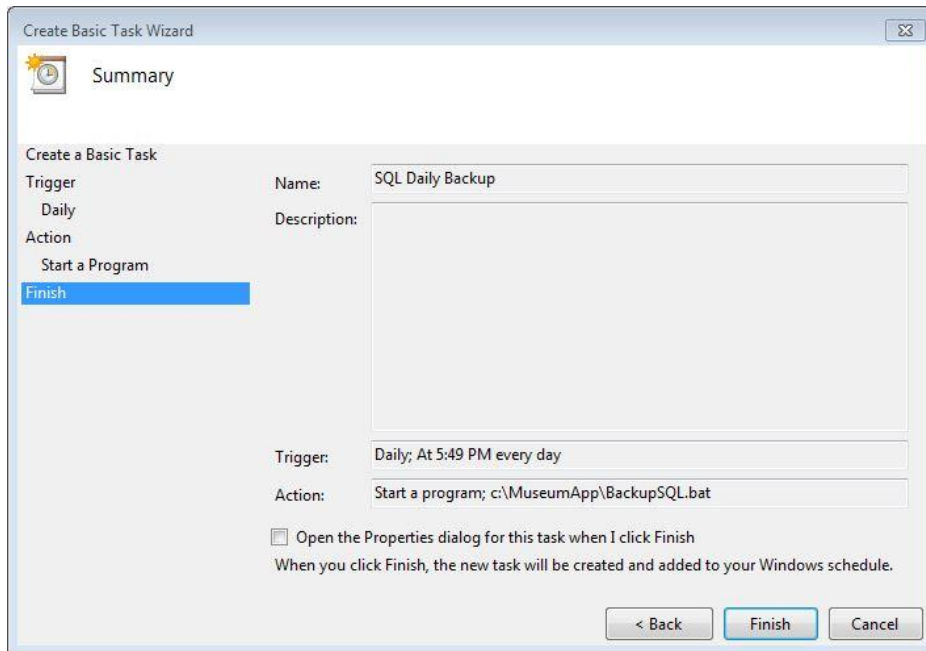 Create Basic Task Wizard
Summary
Create a Basic Task
Trigger
Daily
Action
Start a Program
Finish
Name: SQL Daily Backup
Description:
Trigger: Daily; At 5:49 PM every day
Action: Start a program; c:\MuseumApp\BackupSQL.bat
Open the Properties dialog for this task when I click Finish
When you click Finish, the new task will be created and added to your Windows schedule.
< Back Finish Cancel